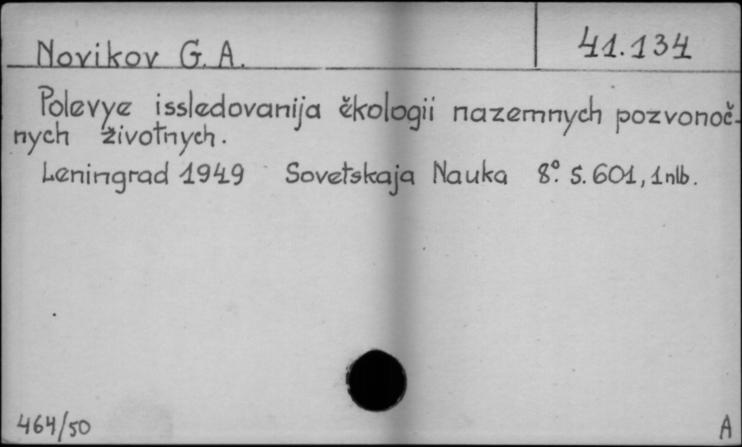 Novikov G. A. 41.134
Polevye issledovanija ěkologii nazemnych pozvonoč-
nych životnych.
Leningrad 1949 Sovetskaja Nauka 8°. S. 601, 1 nlb.
464/50 A